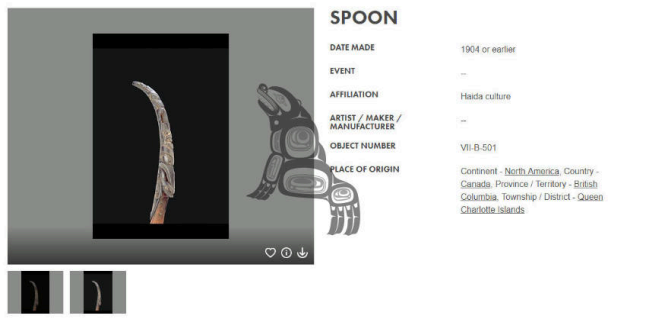 SPOON
DATE MADE
1904 or earlier
EVENT
--
AFFILIATION
Haida culture
ARTIST / MAKER /
MANUFACTURER
--
OBJECT NUMBER
VII-B-501
PLACE OF ORIGIN
Continent - North America, Country -
Canada, Province / Territory - British
Columbia, Township / District - Queen
Charlotte Islands